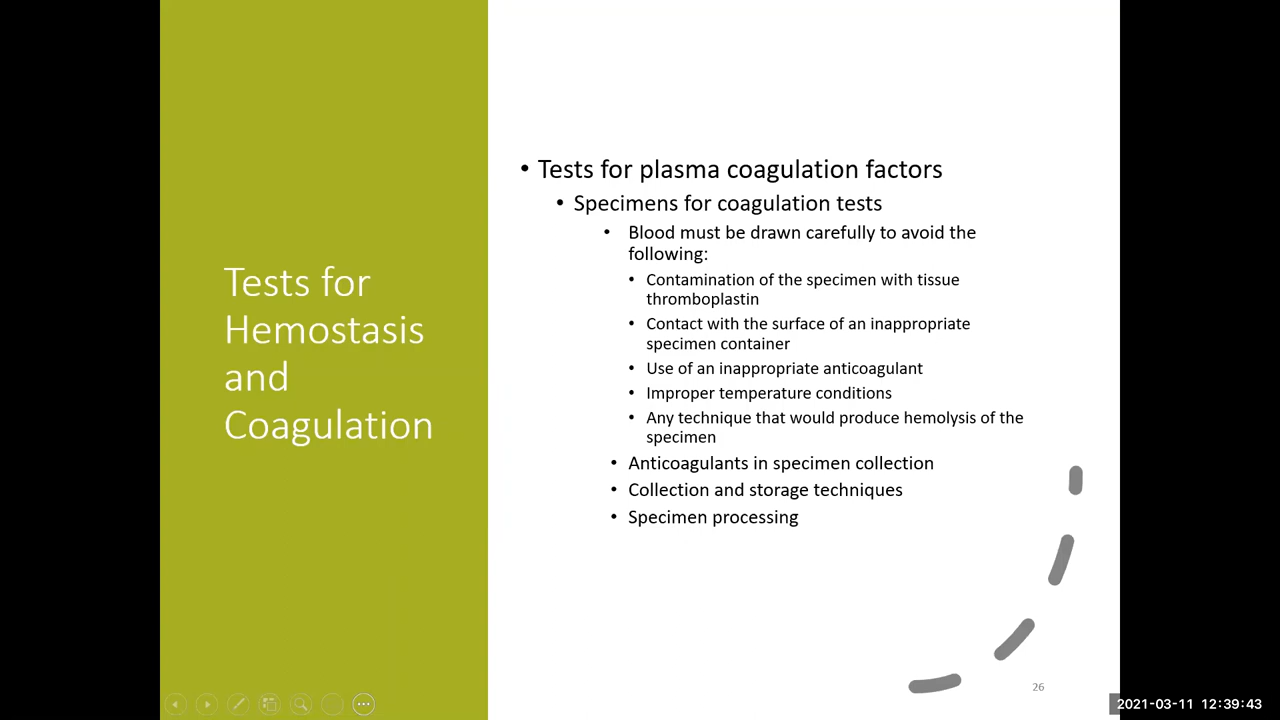 Tests for
Hemostasis
and
Coagulation
• Tests for plasma coagulation factors
• Specimens for coagulation tests
• Blood must be drawn carefully to avoid the
following:
• Contamination of the specimen with tissue
thromboplastin
• Contact with the surface of an inappropriate
specimen container
• Use of an inappropriate anticoagulant
• Improper temperature conditions
• Any technique that would produce hemolysis of the
specimen
• Anticoagulants in specimen collection
• Collection and storage techniques
• Specimen processing
26
2021-03-11 12:39:43